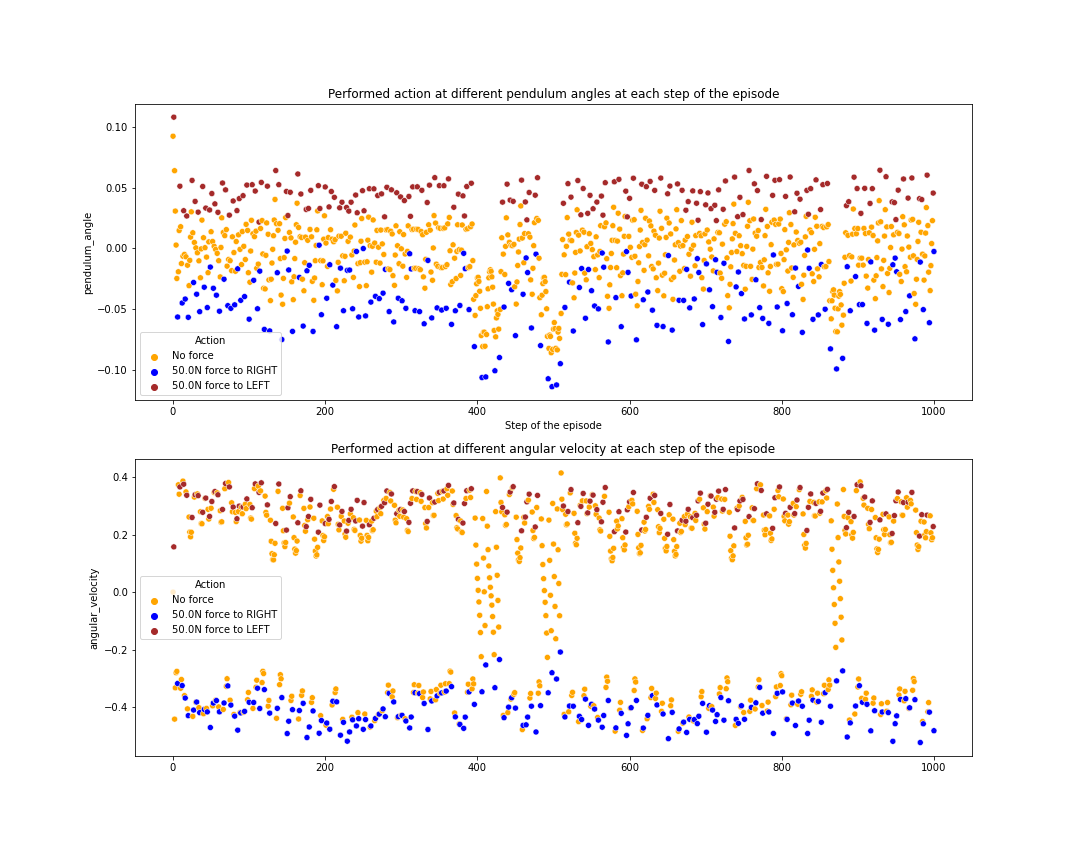 Performed action at different pendulum angles at each step of the episode
pendulum_angle
0.10
0.05
0.00
−0.05
−0.10
Action
No force
50.0N force to RIGHT
50.0N force to LEFT
0
200
400
600
800
1000
Step of the episode
Performed action at different angular velocity at each step of the episode
angular_velocity
0.4
0.2
0.0
−0.2
−0.4
Action
No force
50.0N force to RIGHT
50.0N force to LEFT
0
200
400
600
800
1000